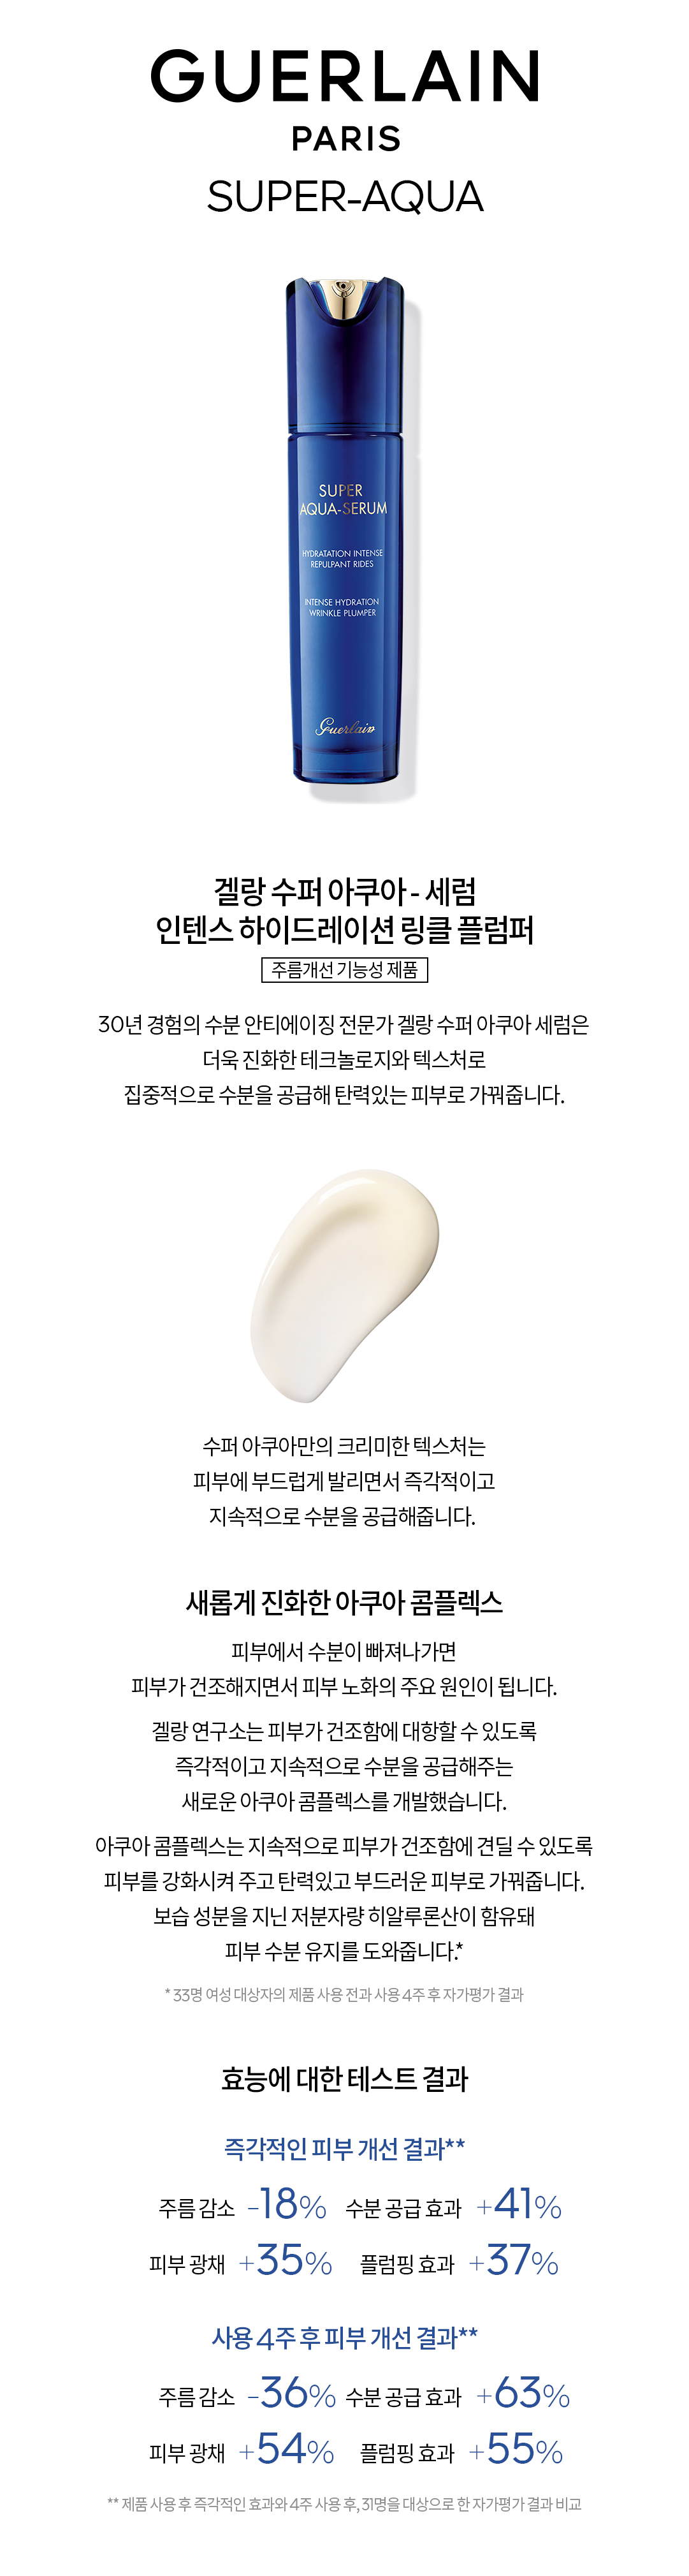 GUERLAIN
PARIS
SUPER-AQUA
SUPER
AQUA-SERUM
HYDRATATION INTENSE
REPULPANT RIDES
INTENSE HYDRATION
WRINKLE PLUMPER
Guerlain
겔랑 수퍼 아쿠아 - 세럼
인텐스 하이드레이션 링클 플럼퍼
주름개선 기능성 제품
30년 경험의 수분 안티에이징 전문가 겔랑 수퍼 아쿠아 세럼은
더욱 진화한 테크놀로지와 텍스처로
집중적으로 수분을 공급해 탄력있는 피부로 가꿔줍니다.
수퍼 아쿠아만의 크리미한 텍스처는
피부에 부드럽게 발리면서 즉각적이고
지속적으로 수분을 공급해줍니다.
새롭게 진화한 아쿠아 콤플렉스
피부에서 수분이 빠져나가면
피부가 건조해지면서 피부 노화의 주요 원인이 됩니다.
겔랑 연구소는 피부가 건조함에 대항할 수 있도록
즉각적이고 지속적으로 수분을 공급해주는
새로운 아쿠아 콤플렉스를 개발했습니다.
아쿠아 콤플렉스는 지속적으로 피부가 건조함에 견딜 수 있도록
피부를 강화시켜 주고 탄력있고 부드러운 피부로 가꿔줍니다.
보습 성분을 지닌 저분자량 히알루론산이 함유돼
피부 수분 유지를 도와줍니다.*
* 33명 여성 대상자의 제품 사용 전과 사용 4주 후 자가평가 결과
효능에 대한 테스트 결과
즉각적인 피부 개선 결과**
주름 감소 -18% 수분 공급 효과 +41%
피부 광채 +35% 플럼핑 효과 +37%
사용 4주 후 피부 개선 결과**
주름 감소 -36% 수분 공급 효과 +63%
피부 광채 +54% 플럼핑 효과 +55%
** 제품 사용 후 즉각적인 효과와 4주 사용 후, 31명을 대상으로 한 자가평가 결과 비교